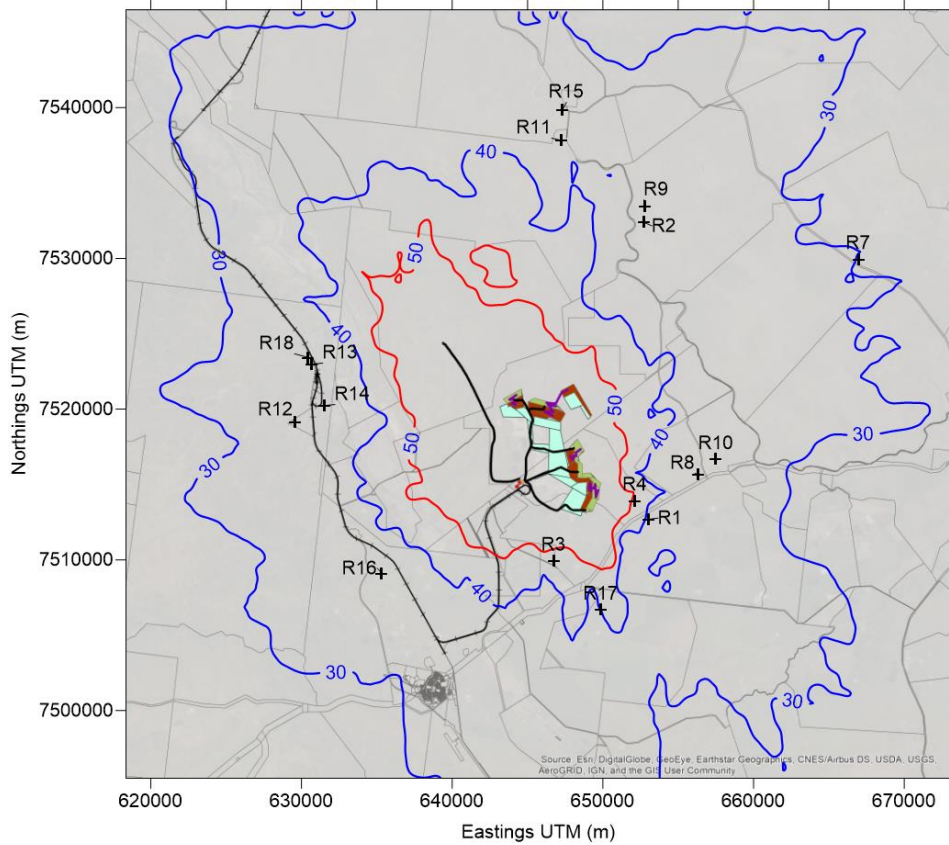 7540000
7530000
7520000
7510000
7500000
Northings UTM (m)
620000 630000 640000 650000 660000 670000
Eastings UTM (m)
R15
R11
R9
R2
R7
R18
R13
R14
R12
R10
R8
R4
R1
R3
R16
R17
30
40
50
30
40
50
50
40
30
30
40
30
30
50
Source: Esri, DigitalGlobe, GeoEye, Earthstar Geographics, CNES/Airbus DS, USDA, USGS,
AeroGRID, IGN, and the GIS User Community